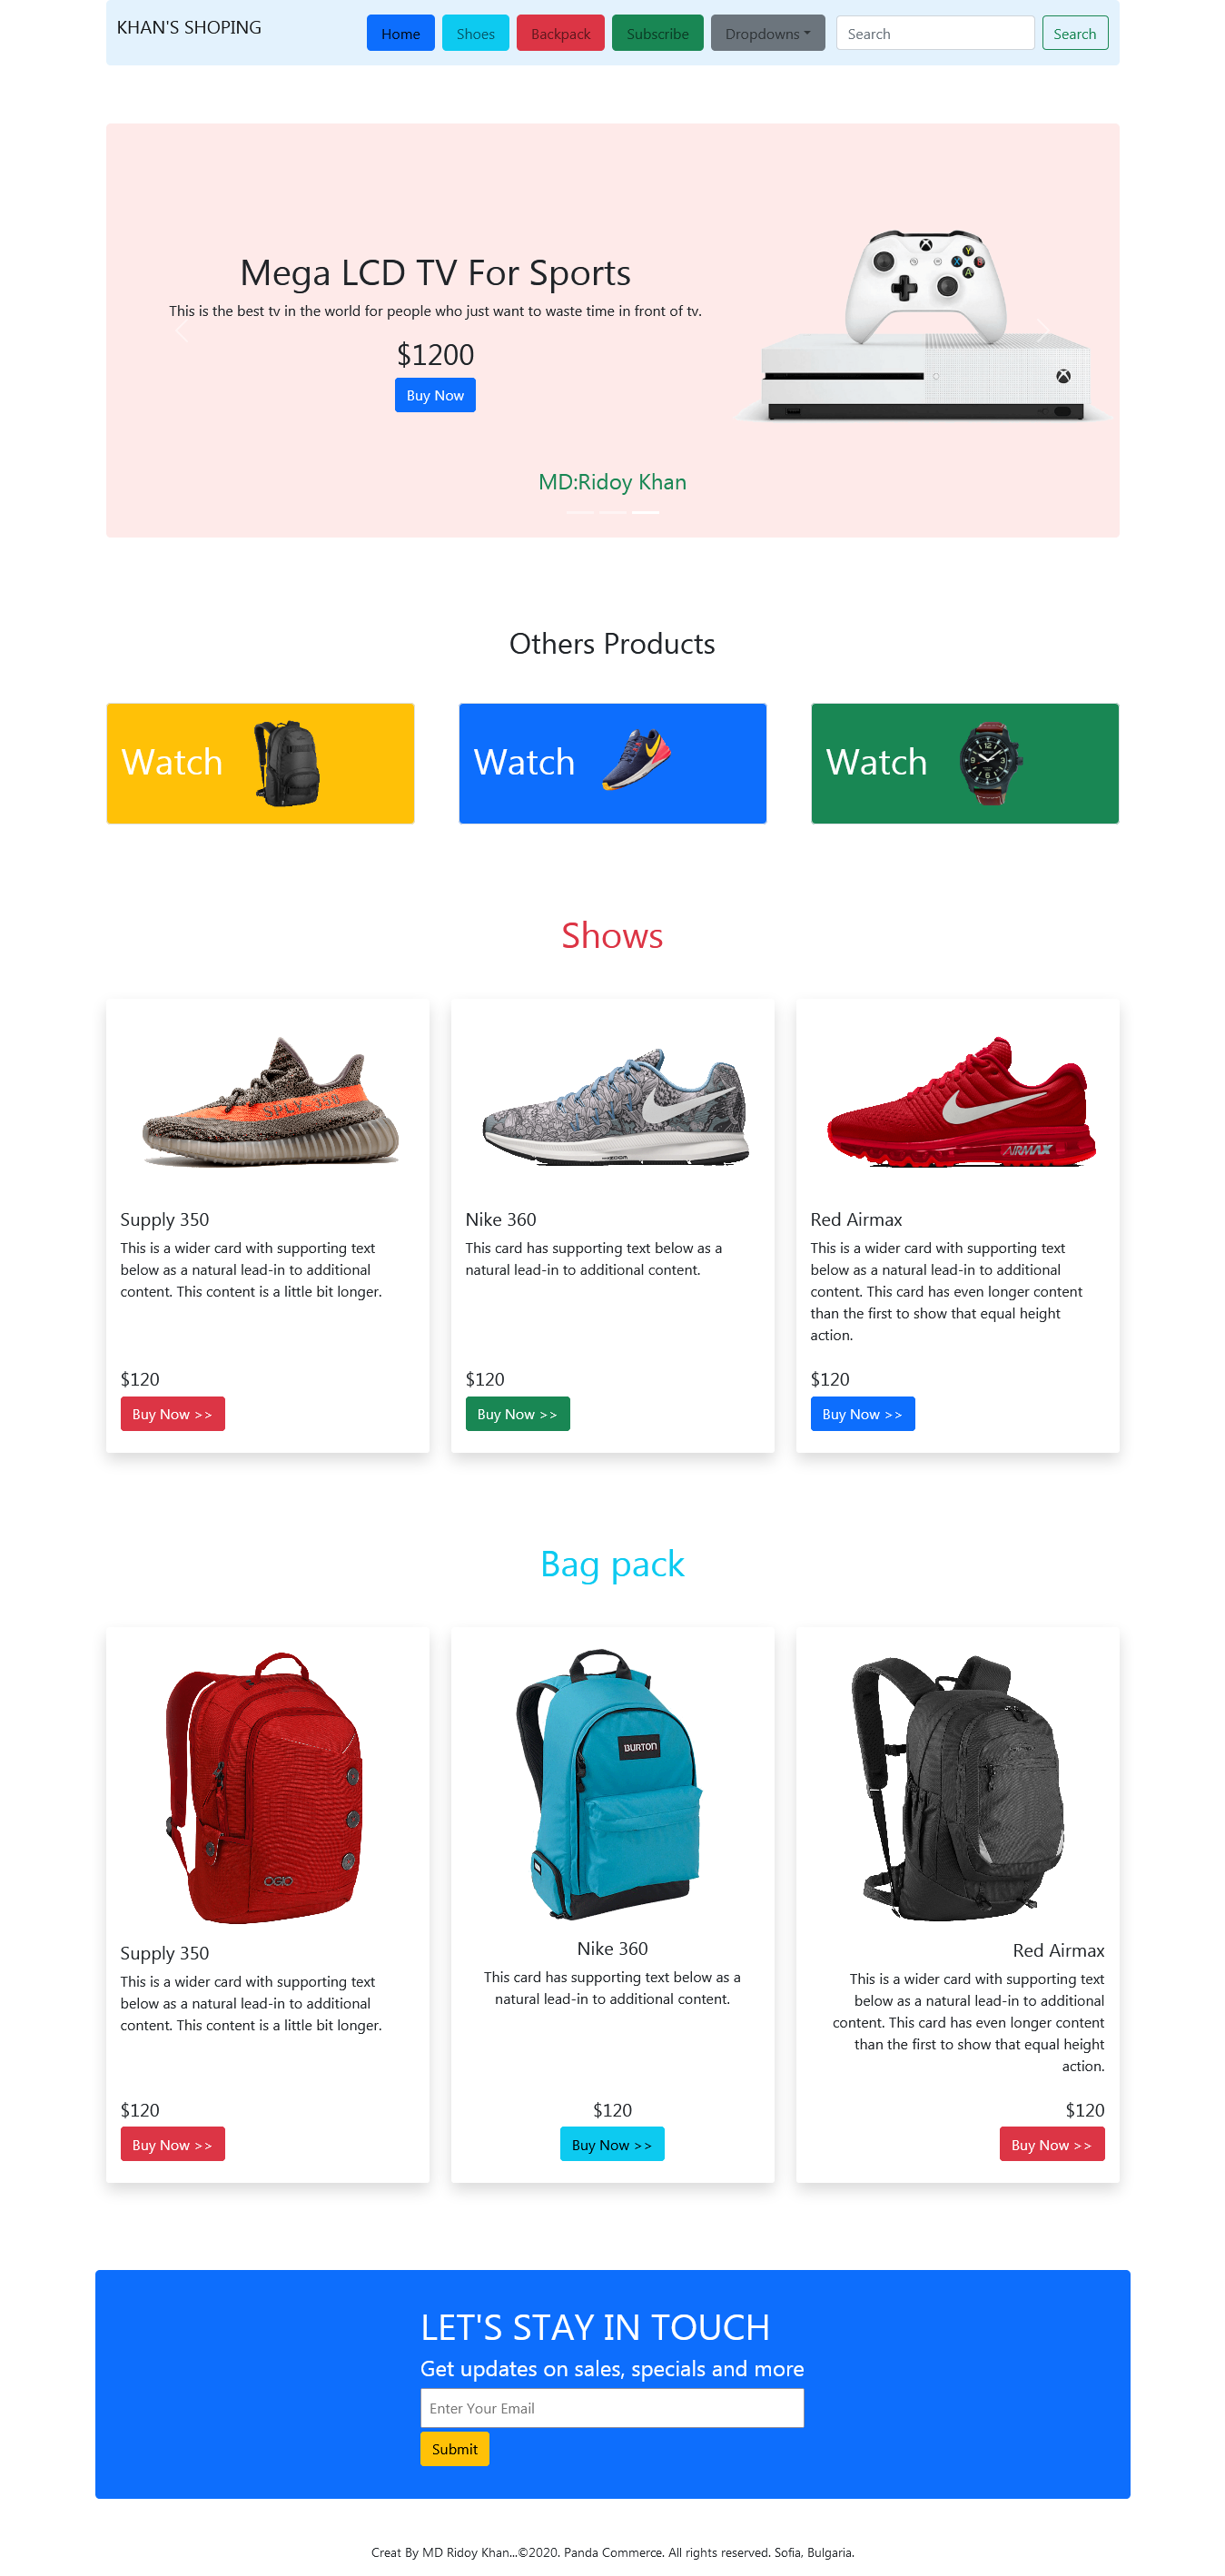 KHAN'S SHOPING Home Shoes Backpack Subscribe Dropdowns Search Search
Mega LCD TV For Sports
This is the best tv in the world for people who just want to waste time in front of tv.
$1200
Buy Now
MD:Ridoy Khan
Others Products
Watch Watch Watch
Shows
SPLY 350
ZOOM
AIRMAX
Supply 350
This is a wider card with supporting text
below as a natural lead-in to additional
content. This content is a little bit longer.
$120
Buy Now >>
Nike 360
This card has supporting text below as a
natural lead-in to additional content.
$120
Buy Now >>
Red Airmax
This is a wider card with supporting text
below as a natural lead-in to additional
content. This card has even longer content
than the first to show that equal height
action.
$120
Buy Now >>
Bag pack
OGIO
Supply 350
This is a wider card with supporting text
below as a natural lead-in to additional
content. This content is a little bit longer.
$120
Buy Now >>
BURTON
Nike 360
This card has supporting text below as a
natural lead-in to additional content.
$120
Buy Now >>
Red Airmax
This is a wider card with supporting text
below as a natural lead-in to additional
content. This card has even longer content
than the first to show that equal height
action.
$120
Buy Now >>
LET'S STAY IN TOUCH
Get updates on sales, specials and more
Enter Your Email
Submit
Creat By MD Ridoy Khan...©2020. Panda Commerce. All rights reserved. Sofia, Bulgaria.